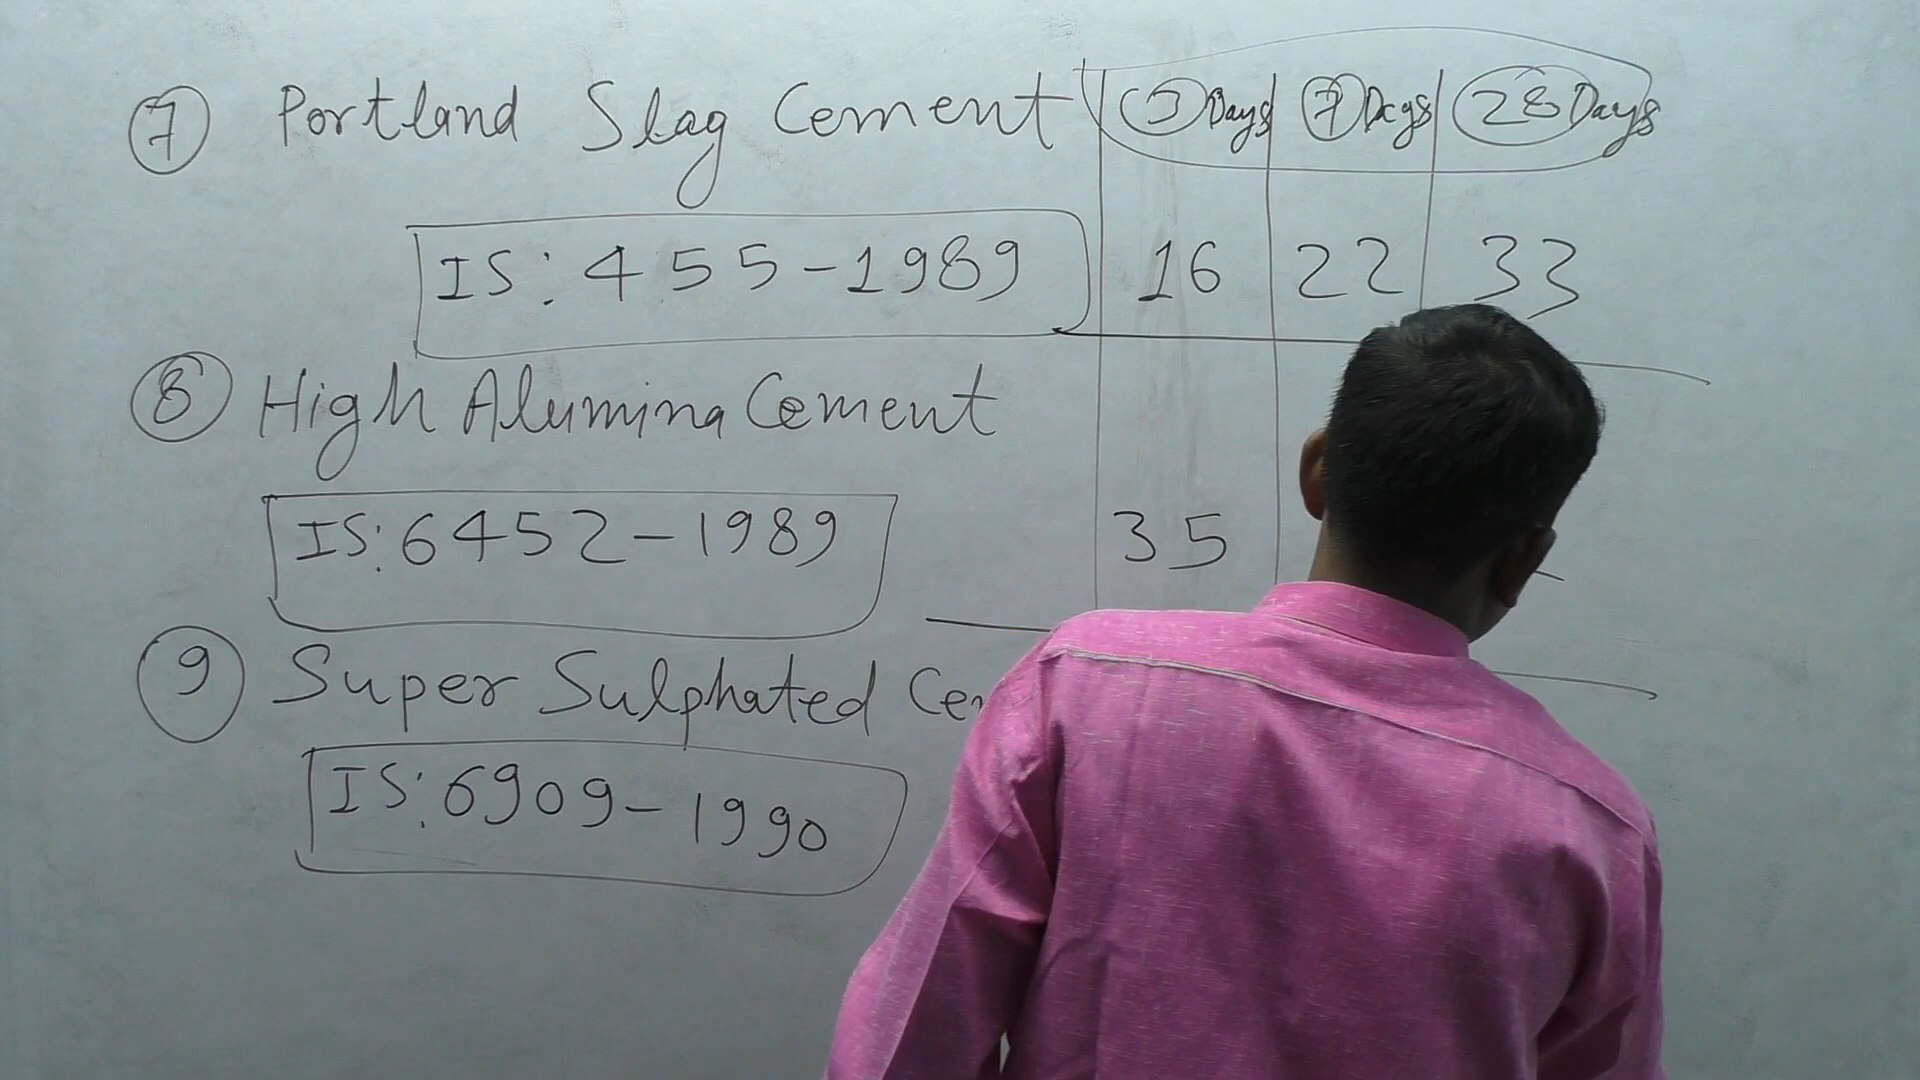 7 Portland Slag Cement 3 Days 7 Days 28 Days
IS: 455-1989 16 22 33
8 High Alumina Cement
IS: 6452-1989 35
9 Super Sulphated
IS: 6909-1990